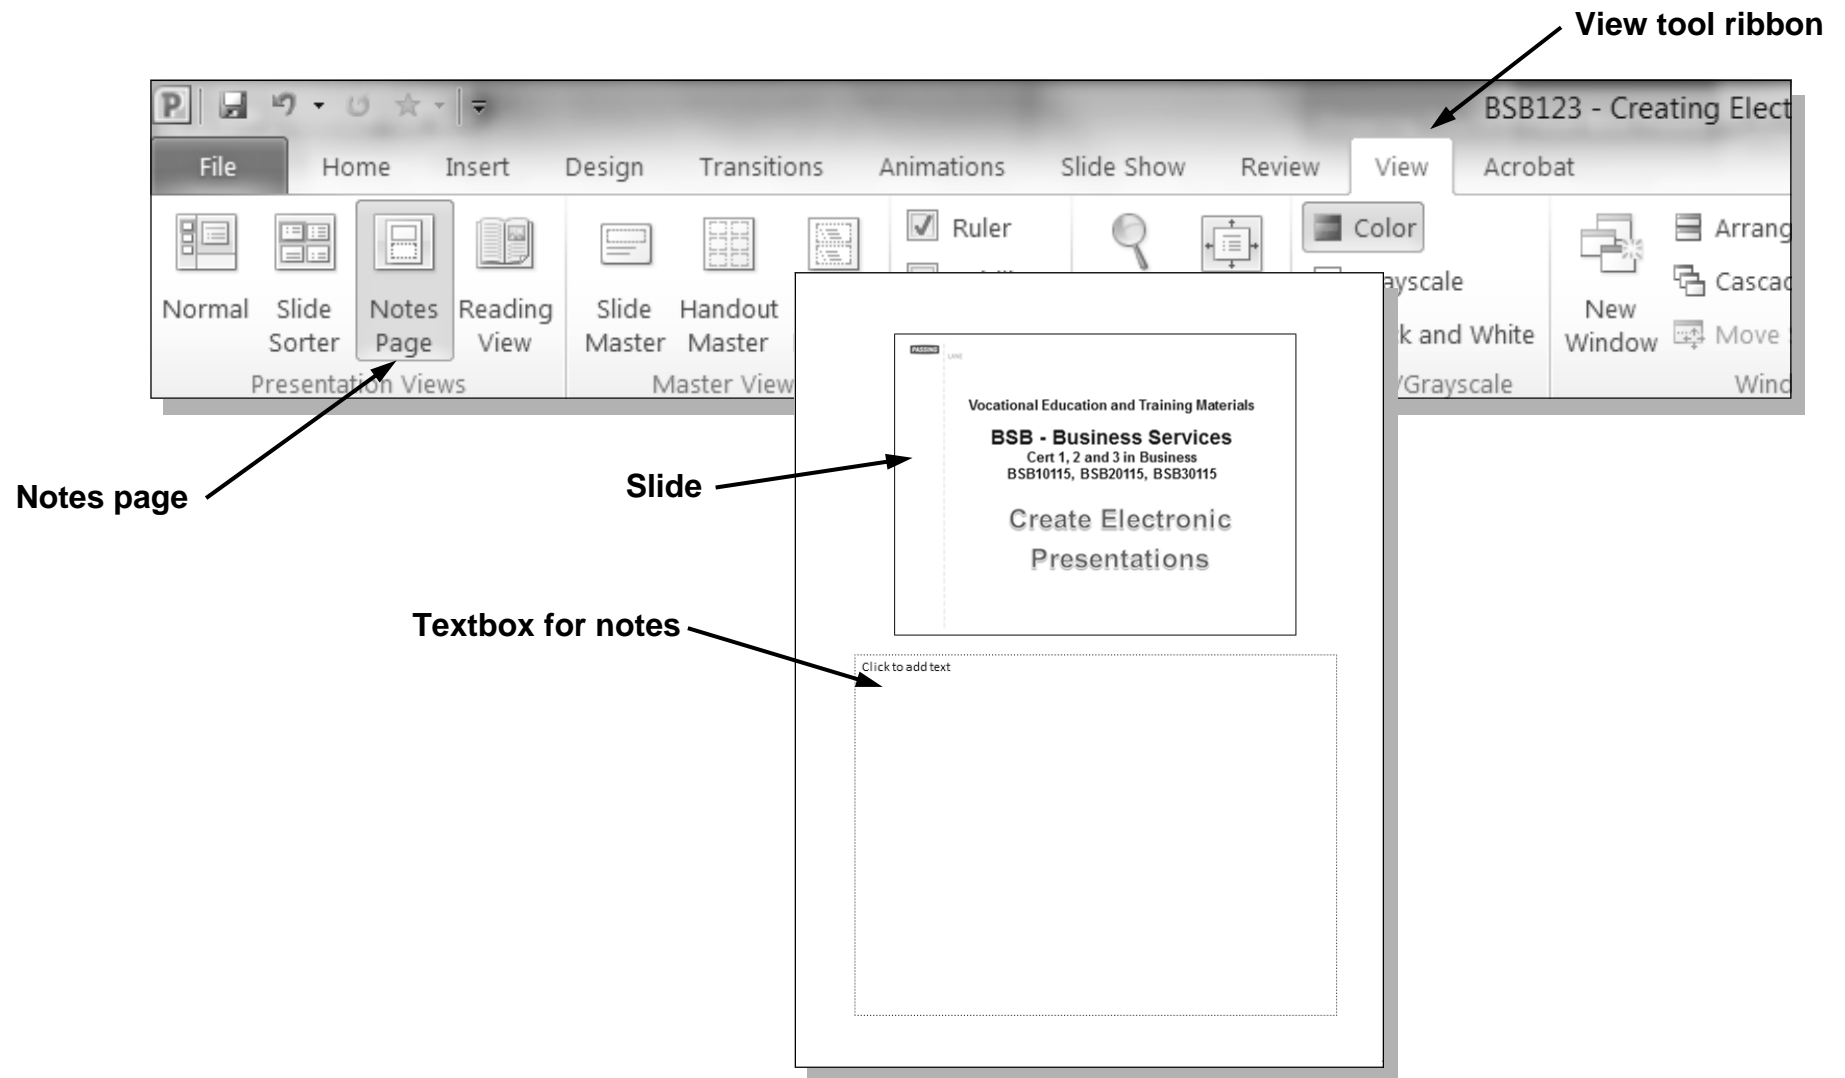 View tool ribbon
BSB123 - Creating Elect
File Home Insert Design Transitions Animations Slide Show Review View Acrobat
Ruler Color Arrang
ayscale Cascad
Normal Slide Notes Reading Slide Handout New
Sorter Page View Master Master k and White Window Move
Presentation Views Master View /Grayscale Wind
PASSING LANE
Vocational Education and Training Materials
BSB - Business Services
Cert 1, 2 and 3 in Business
BSB10115, BSB20115, BSB30115
Slide
Notes page
Create Electronic
Presentations
Textbox for notes
Click to add text